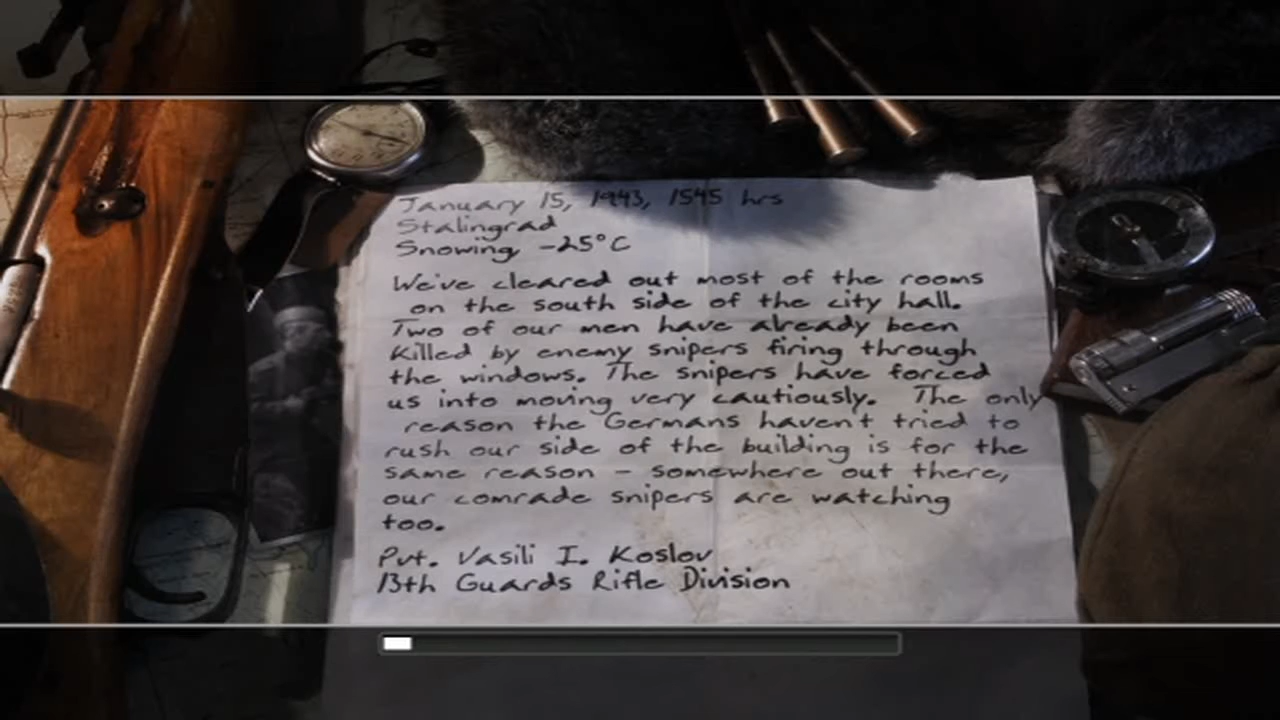 January 15, 1943, 1545 hrs
Stalingrad
Snowing, -25°C
We've cleared out most of the rooms
on the south side of the city hall.
Two of our men have already been
killed by enemy snipers firing through
the windows. The snipers have forced
us into moving very cautiously. The only
reason the Germans haven't tried to
rush our side of the building is for the
same reason - somewhere out there,
our comrade snipers are watching
too.
Pvt. Vasili I. Koslov
13th Guards Rifle Division